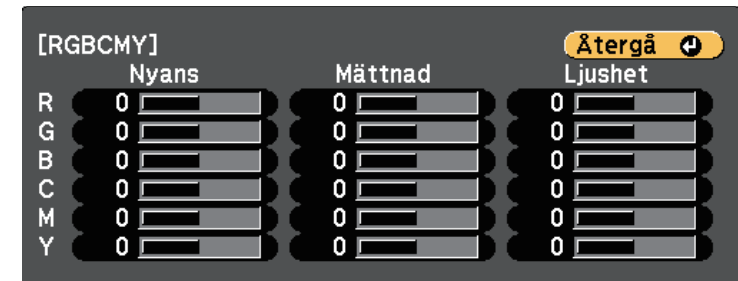 [RGBCMY] Återgå
Nyans Mättnad Ljushet
R 0 0 0
G 0 0 0
B 0 0 0
C 0 0 0
M 0 0 0
Y 0 0 0